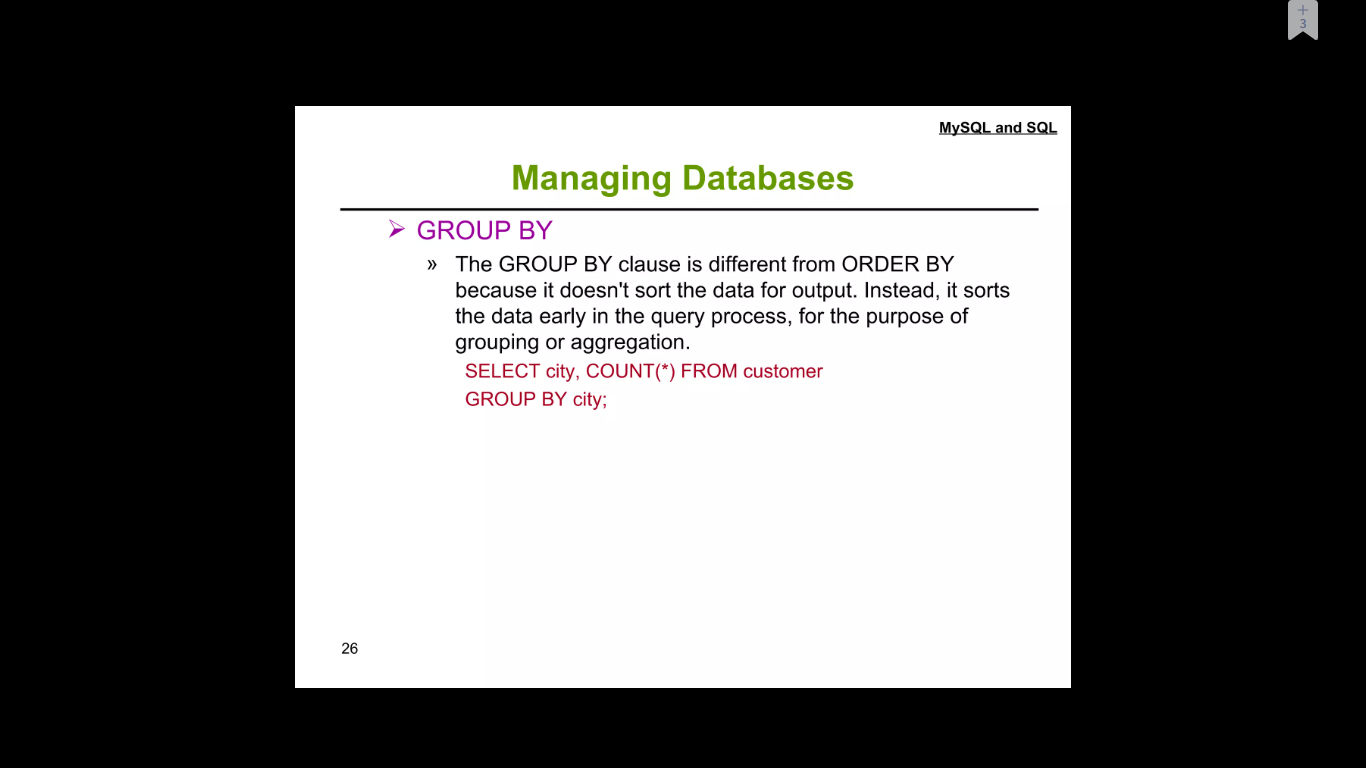 +
3
MySQL and SQL
Managing Databases
➢ GROUP BY
» The GROUP BY clause is different from ORDER BY
because it doesn't sort the data for output. Instead, it sorts
the data early in the query process, for the purpose of
grouping or aggregation.
SELECT city, COUNT(*) FROM customer
GROUP BY city;
26